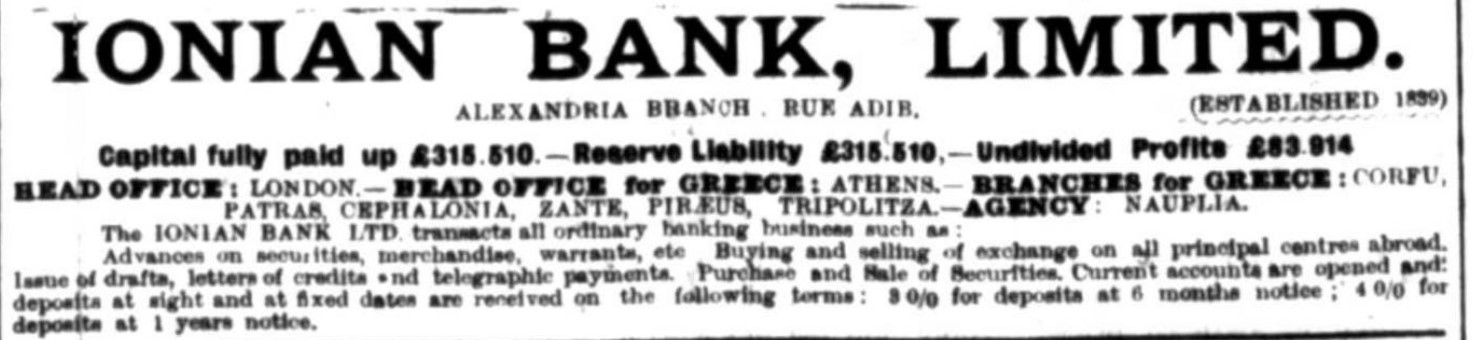 IONIAN BANK, LIMITED.
ALEXANDRIA BRANCH. RUE ADIB. (ESTABLISHED 1839)
Capital fully paid up £315.510.—Reserve Liability £315.510,—Undivided Profits £83.914
HEAD OFFICE: LONDON.— HEAD OFFICE for GREECE: ATHENS.— BRANCHES for GREECE: CORFU,
PATRAS, CEPHALONIA, ZANTE, PIRÆUS, TRIPOLITZA.—AGENCY: NAUPLIA.
The IONIAN BANK LTD. transacts all ordinary banking business such as:
Advances on securities, merchandise, warrants, etc Buying and selling of exchange on all principal centres abroad.
Issue of drafts, letters of credits and telegraphic payments. Purchase and Sale of Securities. Current accounts are opened and
deposits at sight and at fixed dates are received on the following terms: 3 0/0 for deposits at 6 months notice; 4 0/0 for
deposits at 1 years notice.